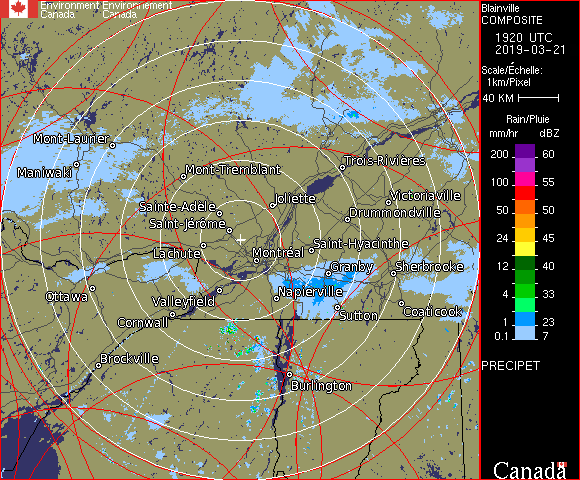 Environment Environnement
Canada Canada
Blainville
COMPOSITE
1920 UTC
2019-03-21
Scale/Échelle:
1km/Pixel
40 KM
Rain/Pluie
mm/hr dBZ
200 60
100 55
50 50
24 45
12 40
4 33
1 23
0.1 7
PRECIPET
Canada
Mont-Laurier
Maniwaki
Mont-Tremblant
Trois-Rivières
Sainte-Adèle
Joliette
Victoriaville
Saint-Jérôme
Drummondville
Lachute
Montréal
Saint-Hyacinthe
Granby
Sherbrooke
Ottawa
Valleyfield
Napierville
Cornwall
Sutton
Coaticook
Brockville
Burlington